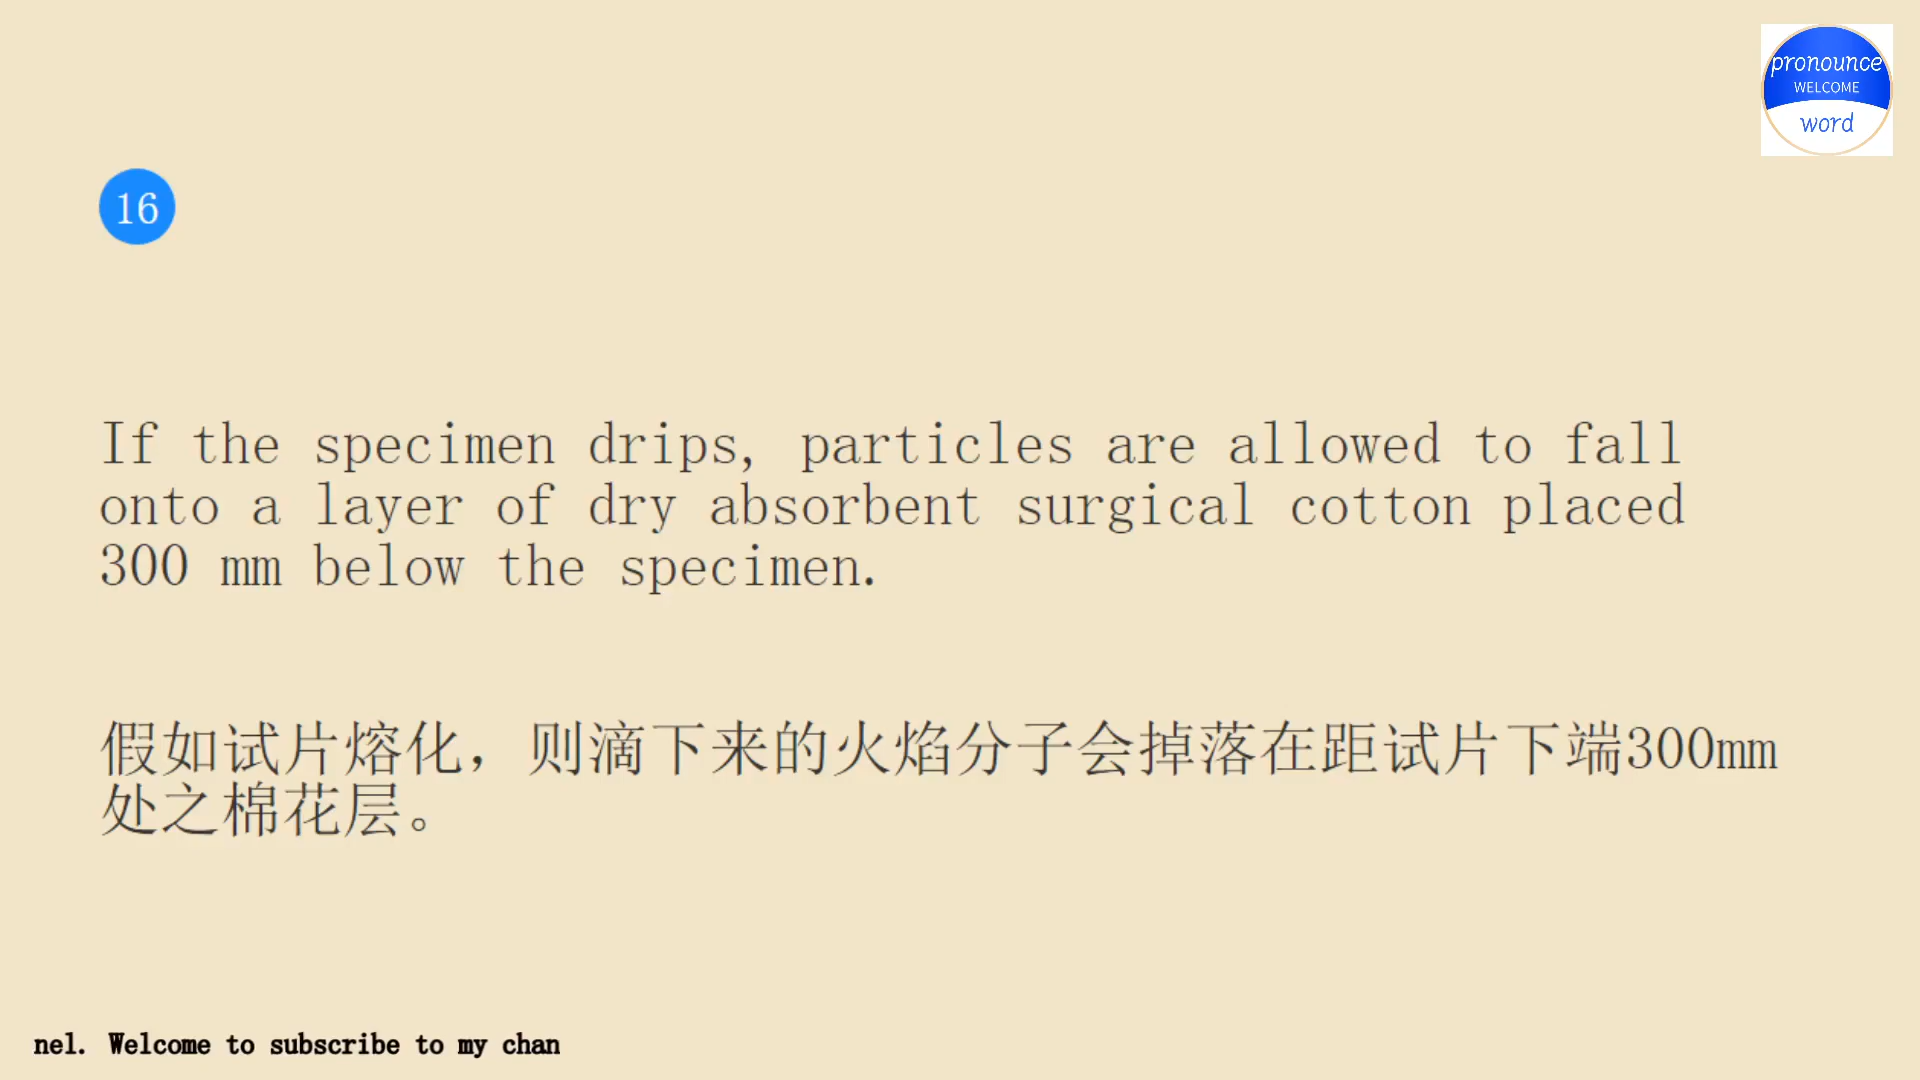 pronounce
WELCOME
word
16
If the specimen drips, particles are allowed to fall
onto a layer of dry absorbent surgical cotton placed
300 mm below the specimen.
假如试片熔化，则滴下来的火焰分子会掉落在距试片下端300mm
处之棉花层。
nel. Welcome to subscribe to my chan